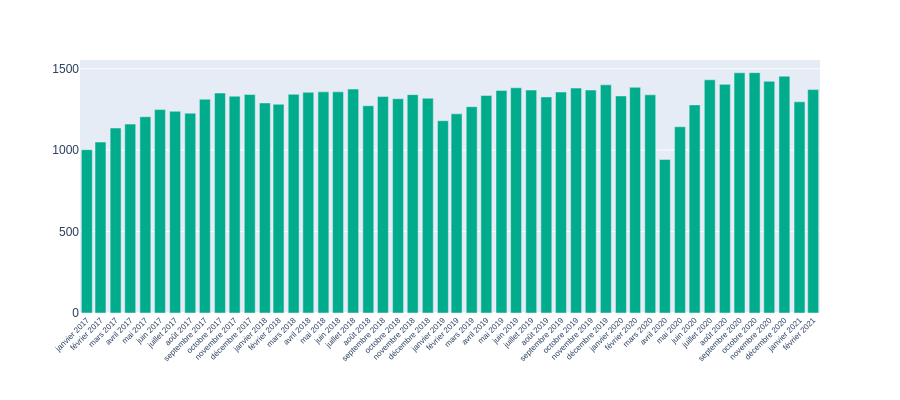 1500
1000
500
0
janvier 2017
février 2017
mars 2017
avril 2017
mai 2017
juin 2017
juillet 2017
août 2017
septembre 2017
octobre 2017
novembre 2017
décembre 2017
janvier 2018
février 2018
mars 2018
avril 2018
mai 2018
juin 2018
juillet 2018
août 2018
septembre 2018
octobre 2018
novembre 2018
décembre 2018
janvier 2019
février 2019
mars 2019
avril 2019
mai 2019
juin 2019
juillet 2019
août 2019
septembre 2019
octobre 2019
novembre 2019
décembre 2019
janvier 2020
février 2020
mars 2020
avril 2020
mai 2020
juin 2020
juillet 2020
août 2020
septembre 2020
octobre 2020
novembre 2020
décembre 2020
janvier 2021
février 2021